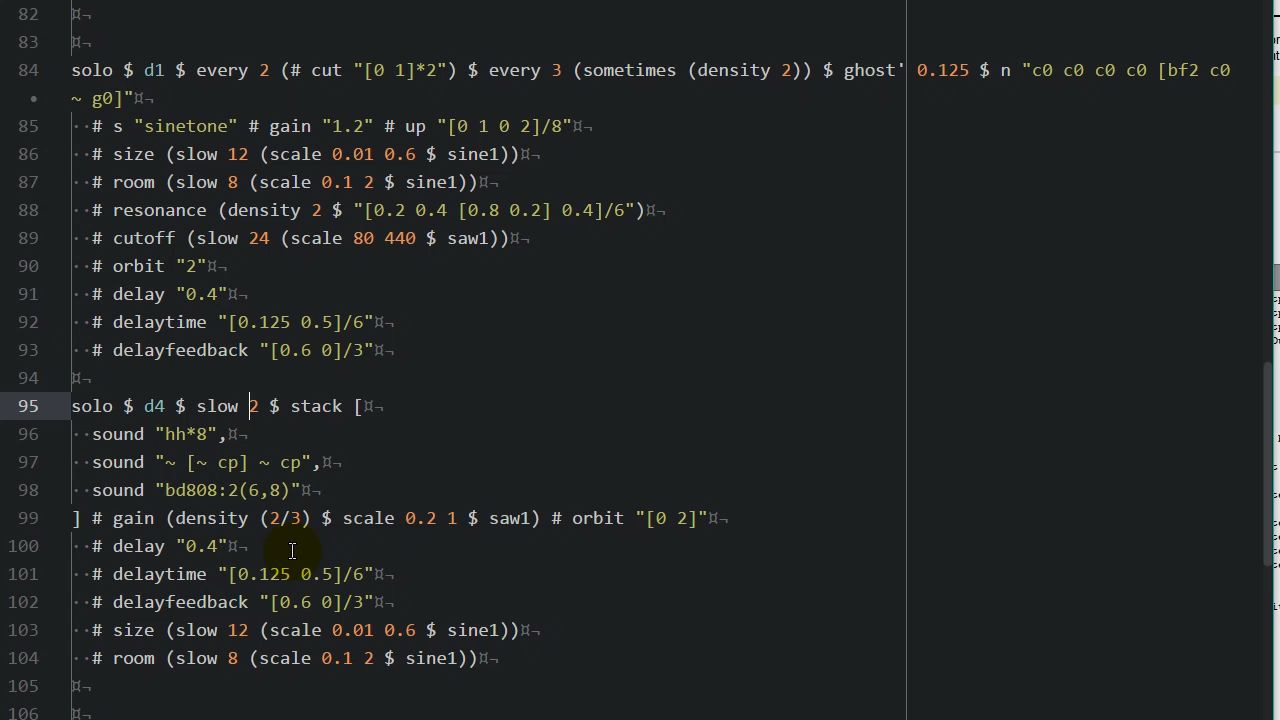 82 ¤¬
83 ¤¬
84 solo $ d1 $ every 2 (# cut "[0 1]*2") $ every 3 (sometimes (density 2)) $ ghost' 0.125 $ n "c0 c0 c0 c0 [bf2 c0
• ~ g0]"¤¬
85 ··# s "sinetone" # gain "1.2" # up "[0 1 0 2]/8"¤¬
86 ··# size (slow 12 (scale 0.01 0.6 $ sine1))¤¬
87 ··# room (slow 8 (scale 0.1 2 $ sine1))¤¬
88 ··# resonance (density 2 $ "[0.2 0.4 [0.8 0.2] 0.4]/6")¤¬
89 ··# cutoff (slow 24 (scale 80 440 $ saw1))¤¬
90 ··# orbit "2"¤¬
91 ··# delay "0.4"¤¬
92 ··# delaytime "[0.125 0.5]/6"¤¬
93 ··# delayfeedback "[0.6 0]/3"¤¬
94 ¤¬
95 solo $ d4 $ slow 2 $ stack [¤¬
96 ··sound "hh*8",¤¬
97 ··sound "~ [~ cp] ~ cp",¤¬
98 ··sound "bd808:2(6,8)"¤¬
99 ] # gain (density (2/3) $ scale 0.2 1 $ saw1) # orbit "[0 2]"¤¬
100 ··# delay "0.4"¤¬
101 ··# delaytime "[0.125 0.5]/6"¤¬
102 ··# delayfeedback "[0.6 0]/3"¤¬
103 ··# size (slow 12 (scale 0.01 0.6 $ sine1))¤¬
104 ··# room (slow 8 (scale 0.1 2 $ sine1))¤¬
105 ¤¬
106 ¤¬